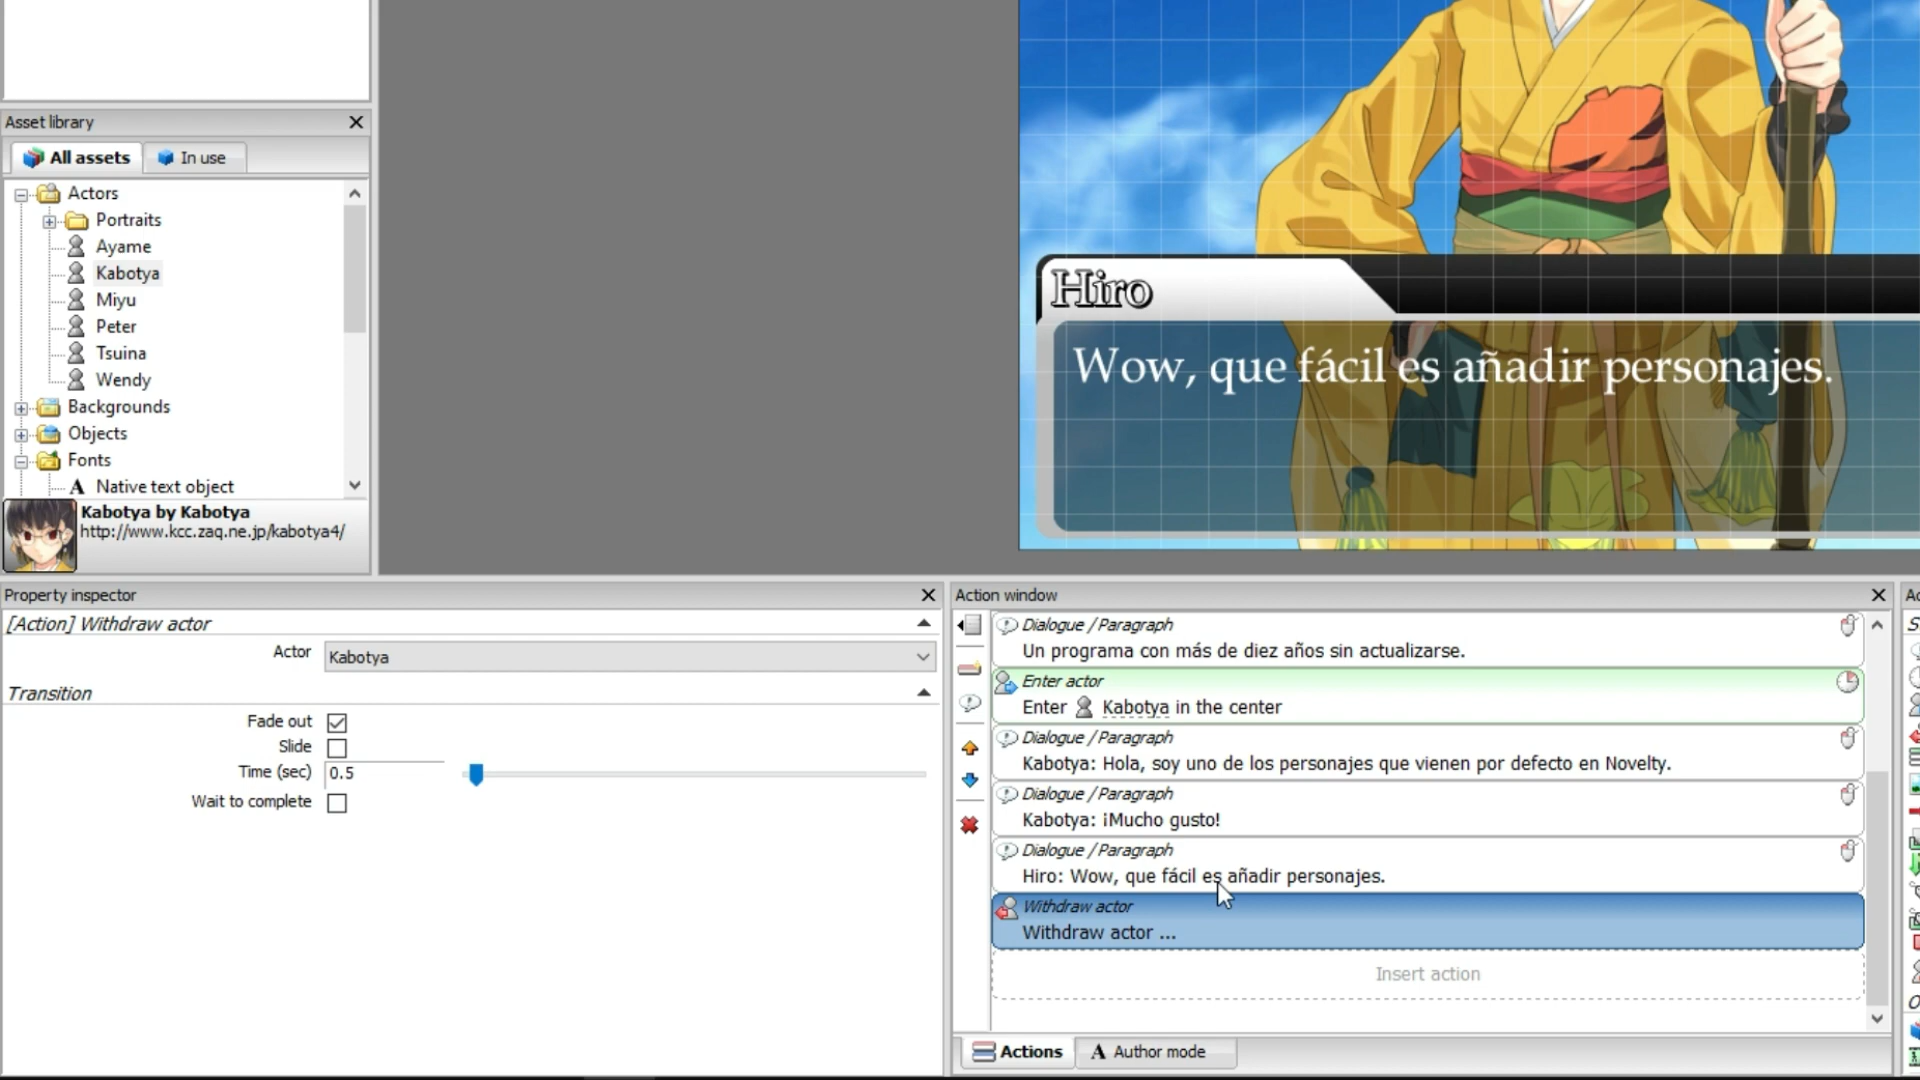 Asset library
All assets
In use
Actors
Portraits
Ayame
Kabotya
Miyu
Peter
Tsuina
Wendy
Backgrounds
Objects
Fonts
A Native text object
Kabotya by Kabotya
http://www.kcc.zaq.ne.jp/kabotya4/
Hiro
Wow, que fácil es añadir personajes.
Property inspector
[Action] Withdraw actor
Actor
Kabotya
Transition
Fade out
Slide
Time (sec)
0.5
Wait to complete
Action window
Dialogue / Paragraph
Un programa con más de diez años sin actualizarse.
Enter actor
Enter Kabotya in the center
Dialogue / Paragraph
Kabotya: Hola, soy uno de los personajes que vienen por defecto en Novelty.
Dialogue / Paragraph
Kabotya: ¡Mucho gusto!
Dialogue / Paragraph
Hiro: Wow, que fácil es añadir personajes.
Withdraw actor
Withdraw actor ...
Insert action
Actions
A Author mode